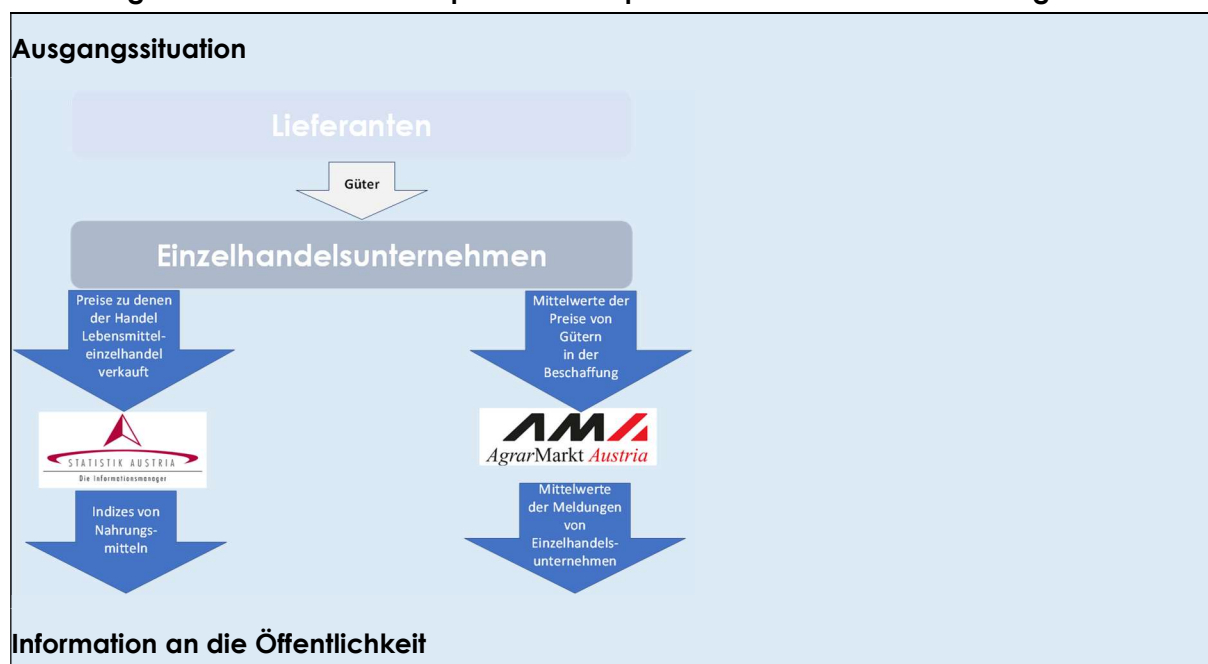 Ausgangssituation
Lieferanten
Güter
Einzelhandelsunternehmen
Preise zu denen
der Handel
Lebensmittel-
einzelhandel
verkauft
Mittelwerte der
Preise von
Gütern
in der
Beschaffung
STATISTIK AUSTRIA
Die Informationsmanager
AMA
AgrarMarkt Austria
Indizes von
Nahrungs-
mitteln
Mittelwerte
der Meldungen
von
Einzelhandels-
unternehmen
Information an die Öffentlichkeit